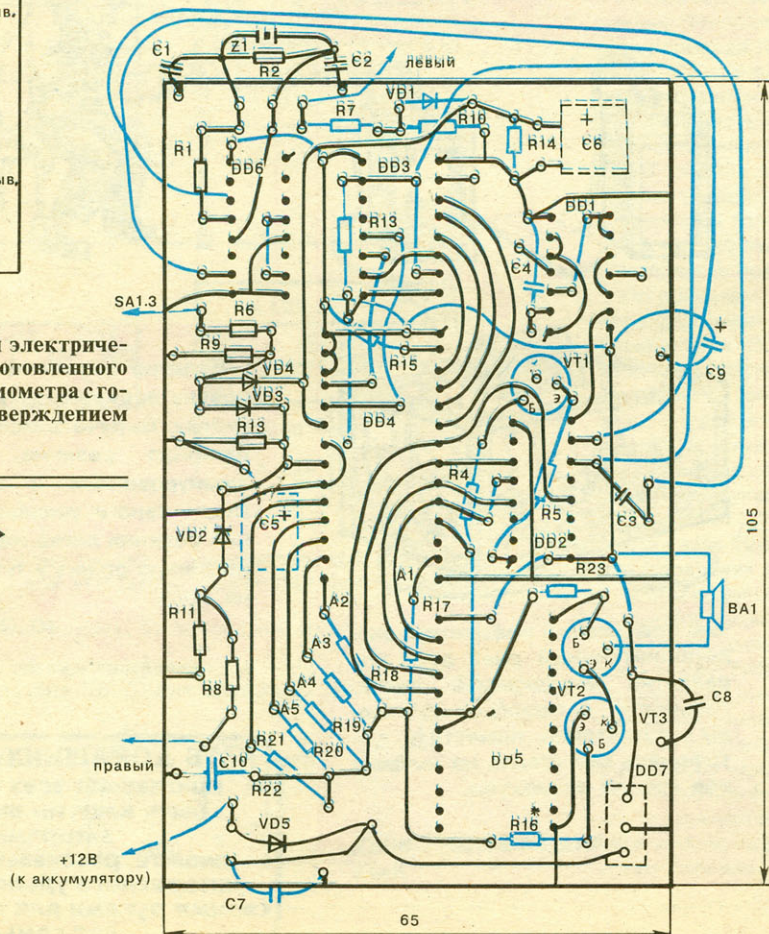 ыв.
ыв,
электриче-
отовленного
иометра с го-
верждением
C1
Z1
R2
C2
левый
VD1
R7
R10
R14
+
C6
R1
DD6
DD3
DD1
R13
C4
SA1.3
R6
R9
R15
VT1
+
C9
VD4
Б
Э
VD3
DD4
R13
R4
VD2
C5
+
R5
C3
DD2
R23
A1
BA1
R11
A2
R17
A3
Б
R8
A4
R18
Э
К
VT2
C8
A5
R19
Э
К
VT3
R21
R20
Б
правый
C10
R22
DD5
DD7
*
VD5
R16
+12В
(к аккумулятору)
C7
65
105